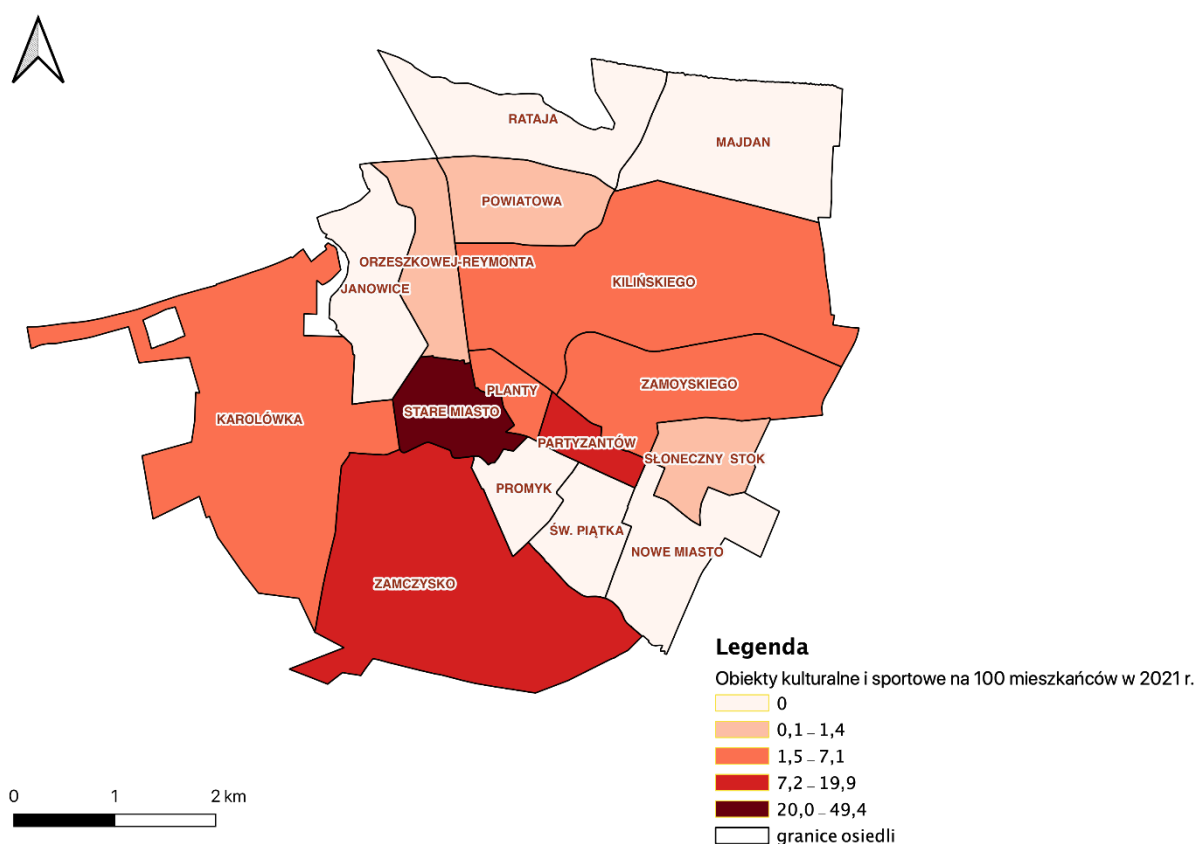 RATAJA
MAJDAN
POWIATOWA
ORZESZKOWEJ-REYMONTA
JANOWICE
KILIŃSKIEGO
ZAMOYSKIEGO
PLANTY
STARE MIASTO
KAROLÓWKA
PARTYZANTÓW
SŁONECZNY STOK
PROMYK
ŚW. PIĄTKA
NOWE MIASTO
ZAMCZYSKO
Legenda
Obiekty kulturalne i sportowe na 100 mieszkańców w 2021 r.
0
0,1 – 1,4
1,5 – 7,1
7,2 – 19,9
20,0 – 49,4
granice osiedli
0 1 2 km